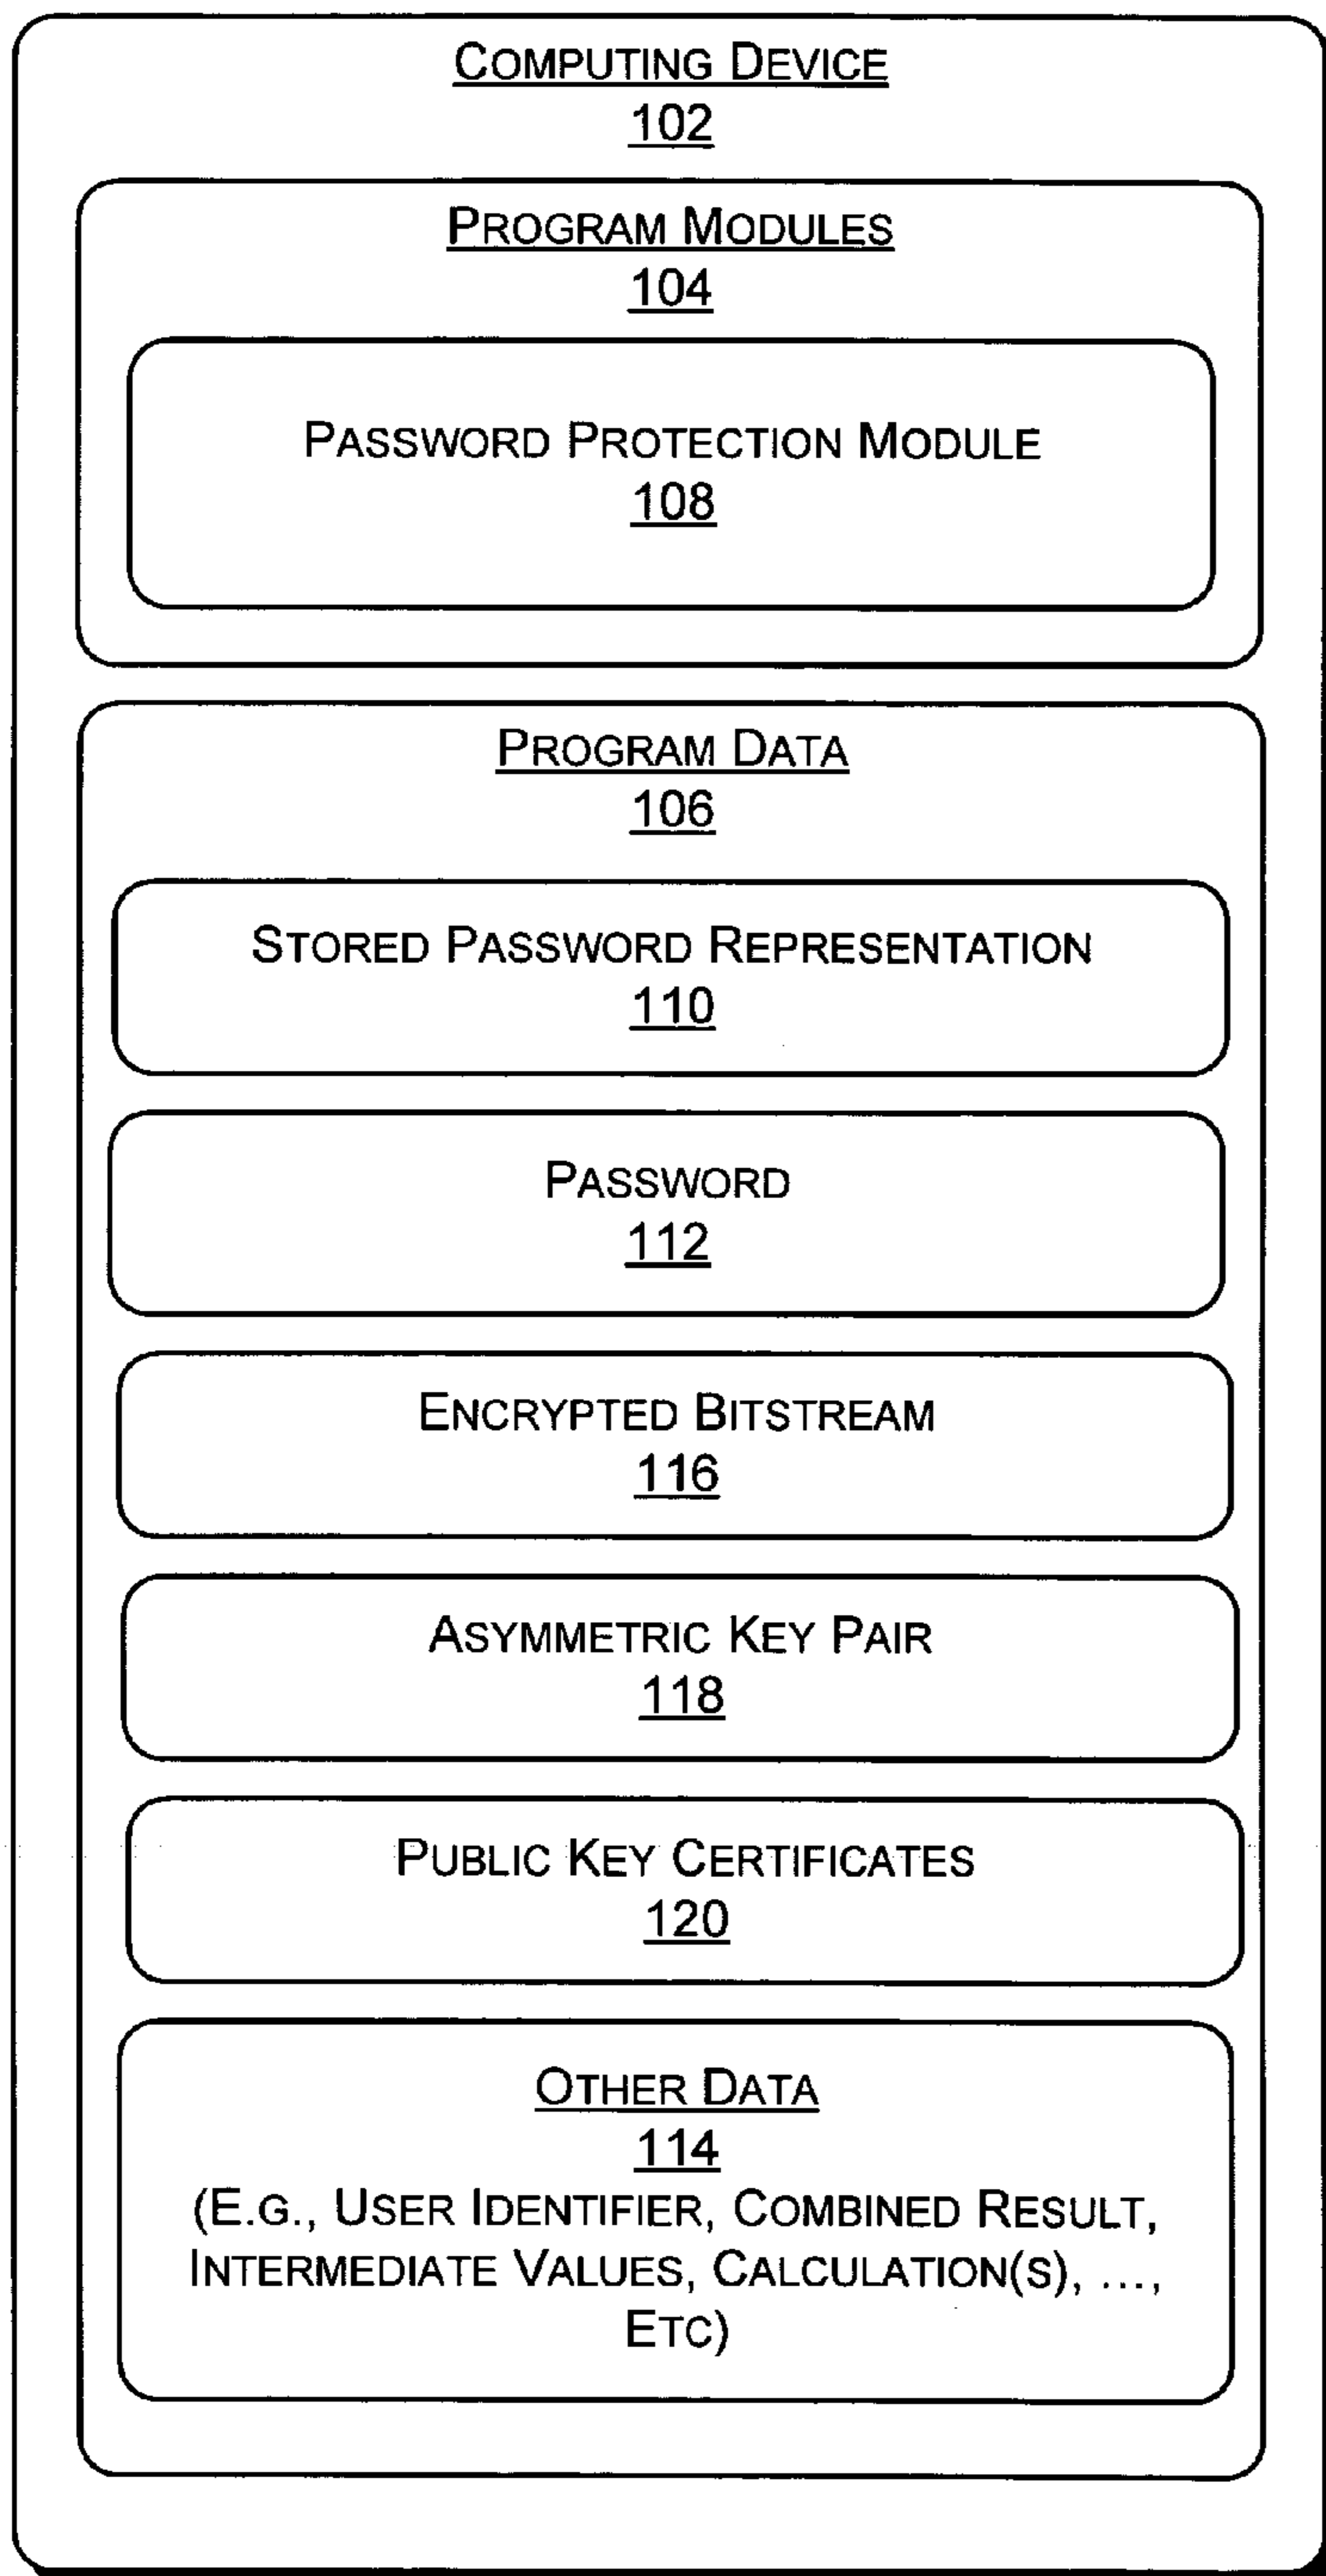 COMPUTING DEVICE
102
PROGRAM MODULES
104
PASSWORD PROTECTION MODULE
108
PROGRAM DATA
106
STORED PASSWORD REPRESENTATION
110
PASSWORD
112
ENCRYPTED BITSTREAM
116
ASYMMETRIC KEY PAIR
118
PUBLIC KEY CERTIFICATES
120
OTHER DATA
114
(E.G., USER IDENTIFIER, COMBINED RESULT,
INTERMEDIATE VALUES, CALCULATION(S), ...,
ETC)